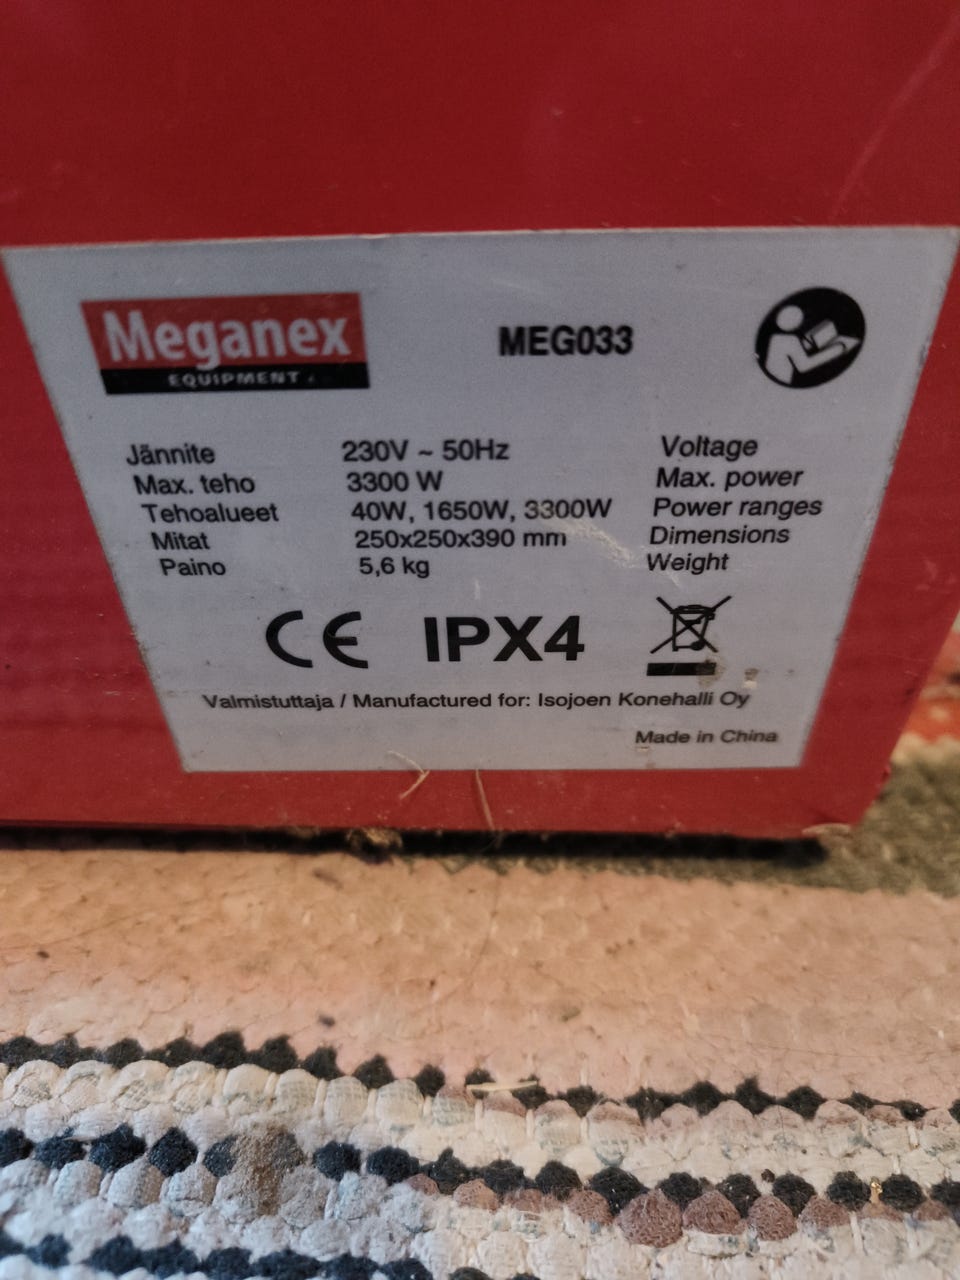 Meganex
EQUIPMENT
MEG033
Jännite 230V ~ 50Hz Voltage
Max. teho 3300 W Max. power
Tehoalueet 40W, 1650W, 3300W Power ranges
Mitat 250x250x390 mm Dimensions
Paino 5,6 kg Weight
CE IPX4
Valmistuttaja / Manufactured for: Isojoen Konehalli Oy
Made in China